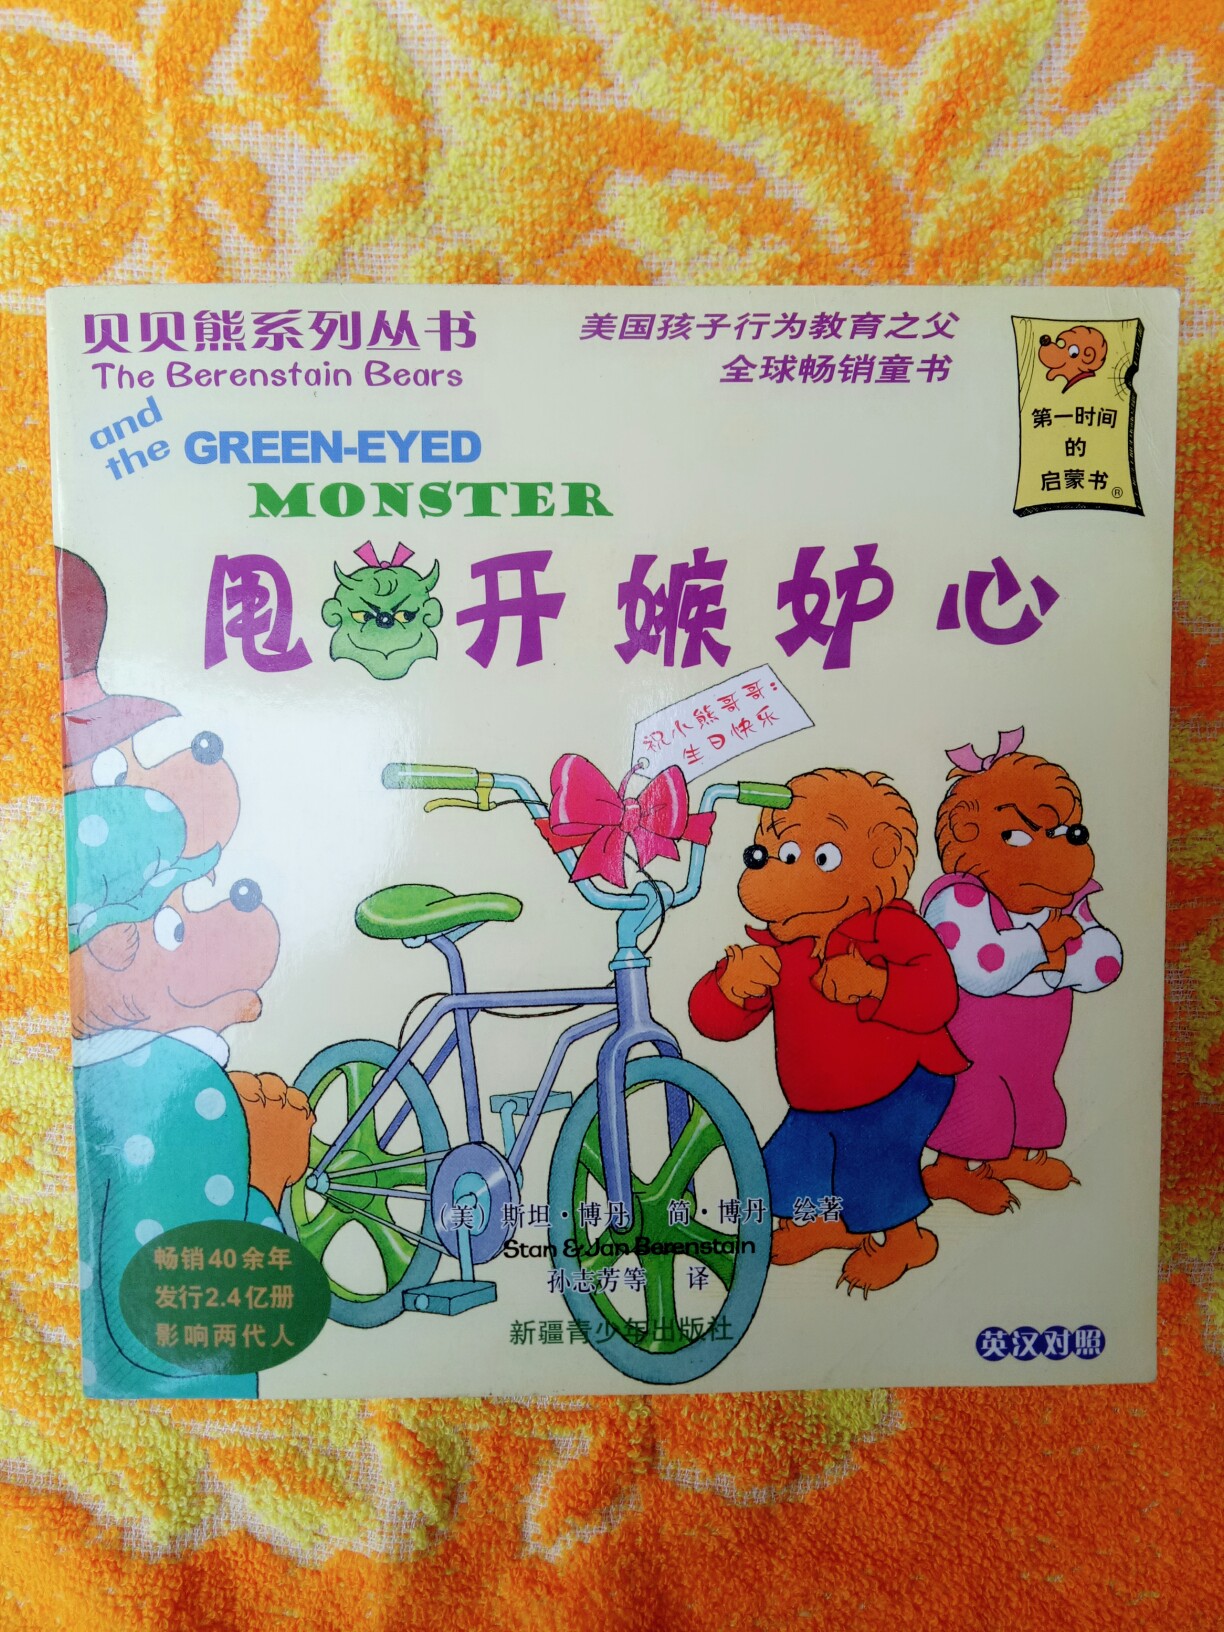 贝贝熊系列丛书
The Berenstain Bears
and the GREEN-EYED
MONSTER
美国孩子行为教育之父
全球畅销童书
第一时间
的
启蒙书®
甩开嫉妒心
祝小熊哥哥:
生日快乐
(美)斯坦·博丹 简·博丹 绘著
Stan & Jan Berenstain
孙志芳等 译
新疆青少年出版社
畅销40余年
发行2.4亿册
影响两代人
英汉对照